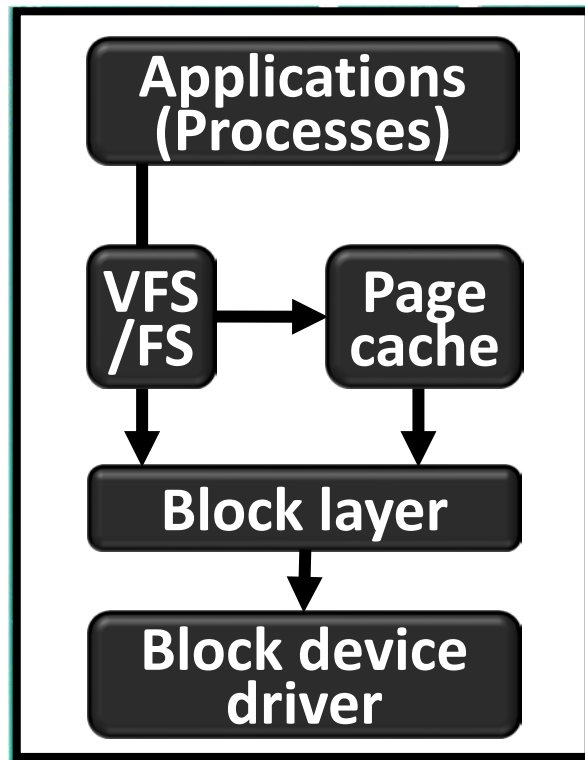 Applications
(Processes)
VFS
/FS
Page
cache
Block layer
Block device
driver